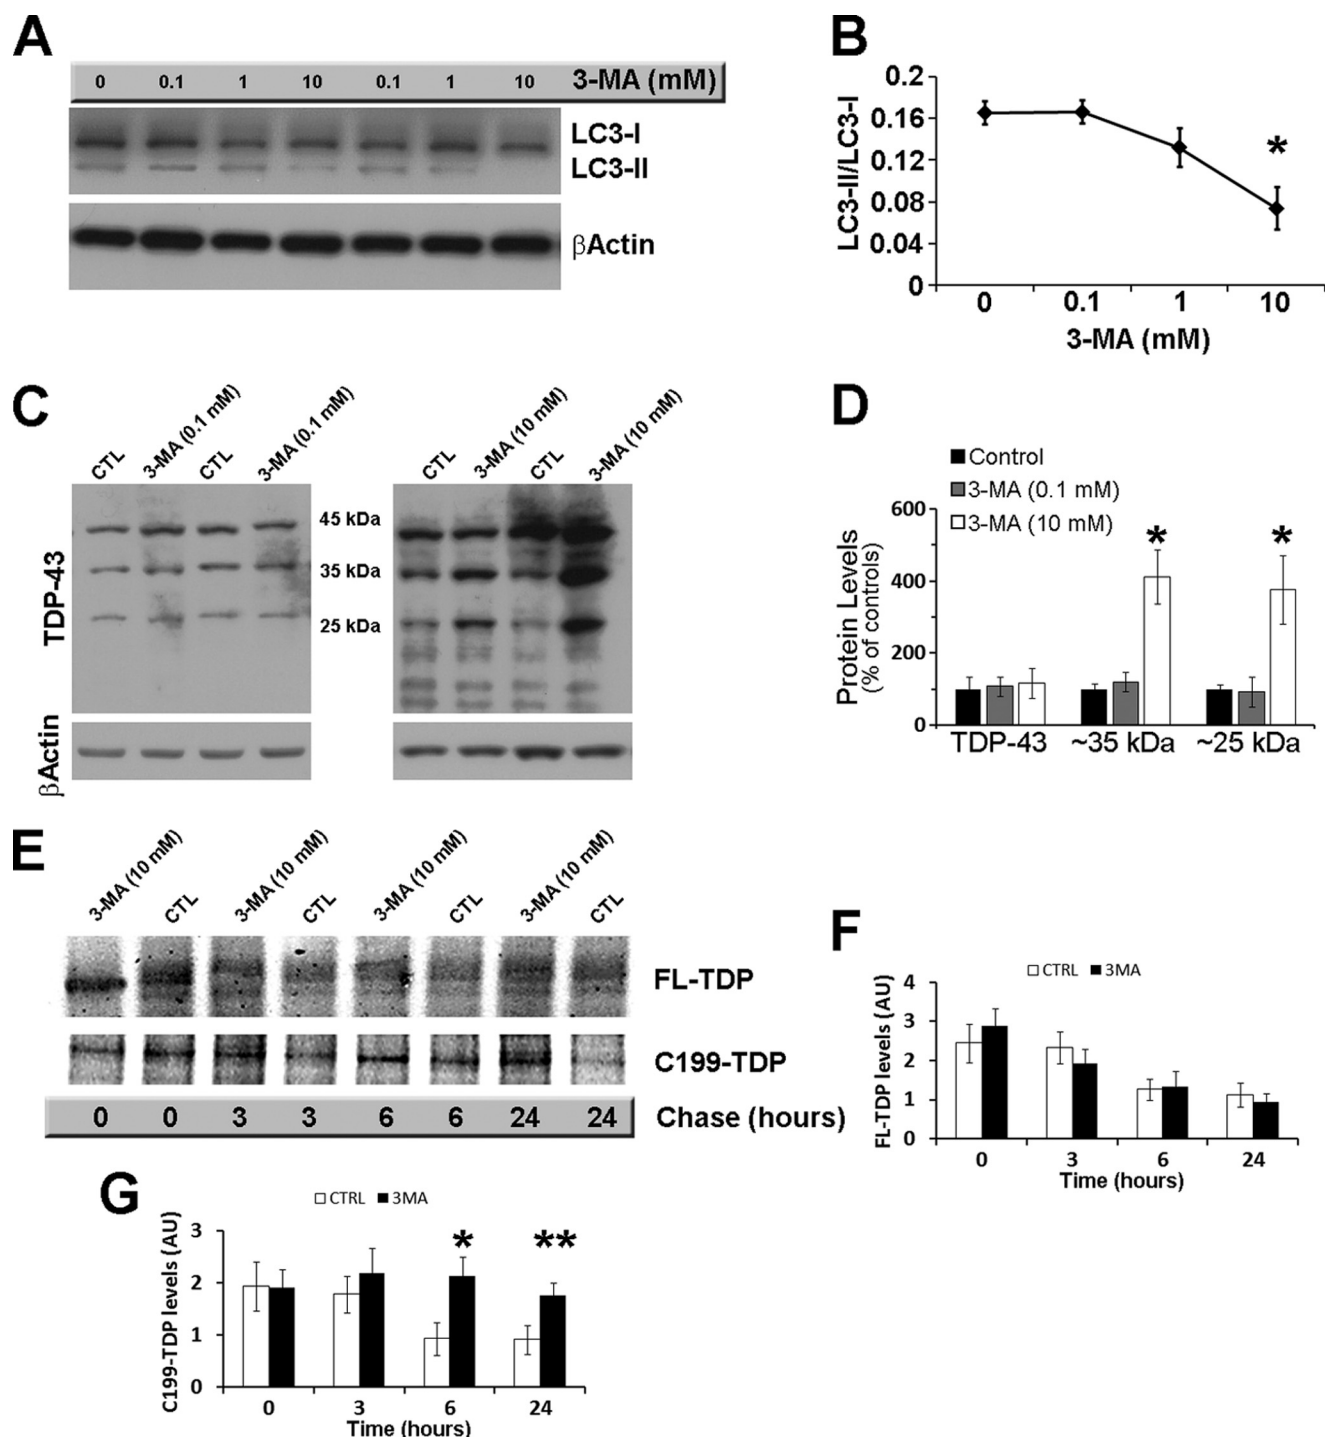 A
0 0.1 1 10 0.1 1 10 3-MA (mM)
LC3-I
LC3-II
βActin
B
LC3-II/LC3-I
0.2
0.16
0.12
0.08
0.04
0
0 0.1 1 10
3-MA (mM)
*
C
CTL 3-MA (0.1 mM) CTL 3-MA (0.1 mM)
CTL 3-MA (10 mM) CTL 3-MA (10 mM)
TDP-43
45 kDa
35 kDa
25 kDa
βActin
D
Control
3-MA (0.1 mM)
3-MA (10 mM)
Protein Levels
(% of controls)
600
400
200
0
* *
TDP-43 ~35 kDa ~25 kDa
E
3-MA (10 mM) CTL 3-MA (10 mM) CTL 3-MA (10 mM) CTL 3-MA (10 mM) CTL
FL-TDP
C199-TDP
0 0 3 3 6 6 24 24 Chase (hours)
F
CTRL 3MA
FL-TDP levels (AU)
4
3
2
1
0
0 3 6 24
Time (hours)
G
CTRL 3MA
C199-TDP levels (AU)
3
2
1
0
* **
0 3 6 24
Time (hours)